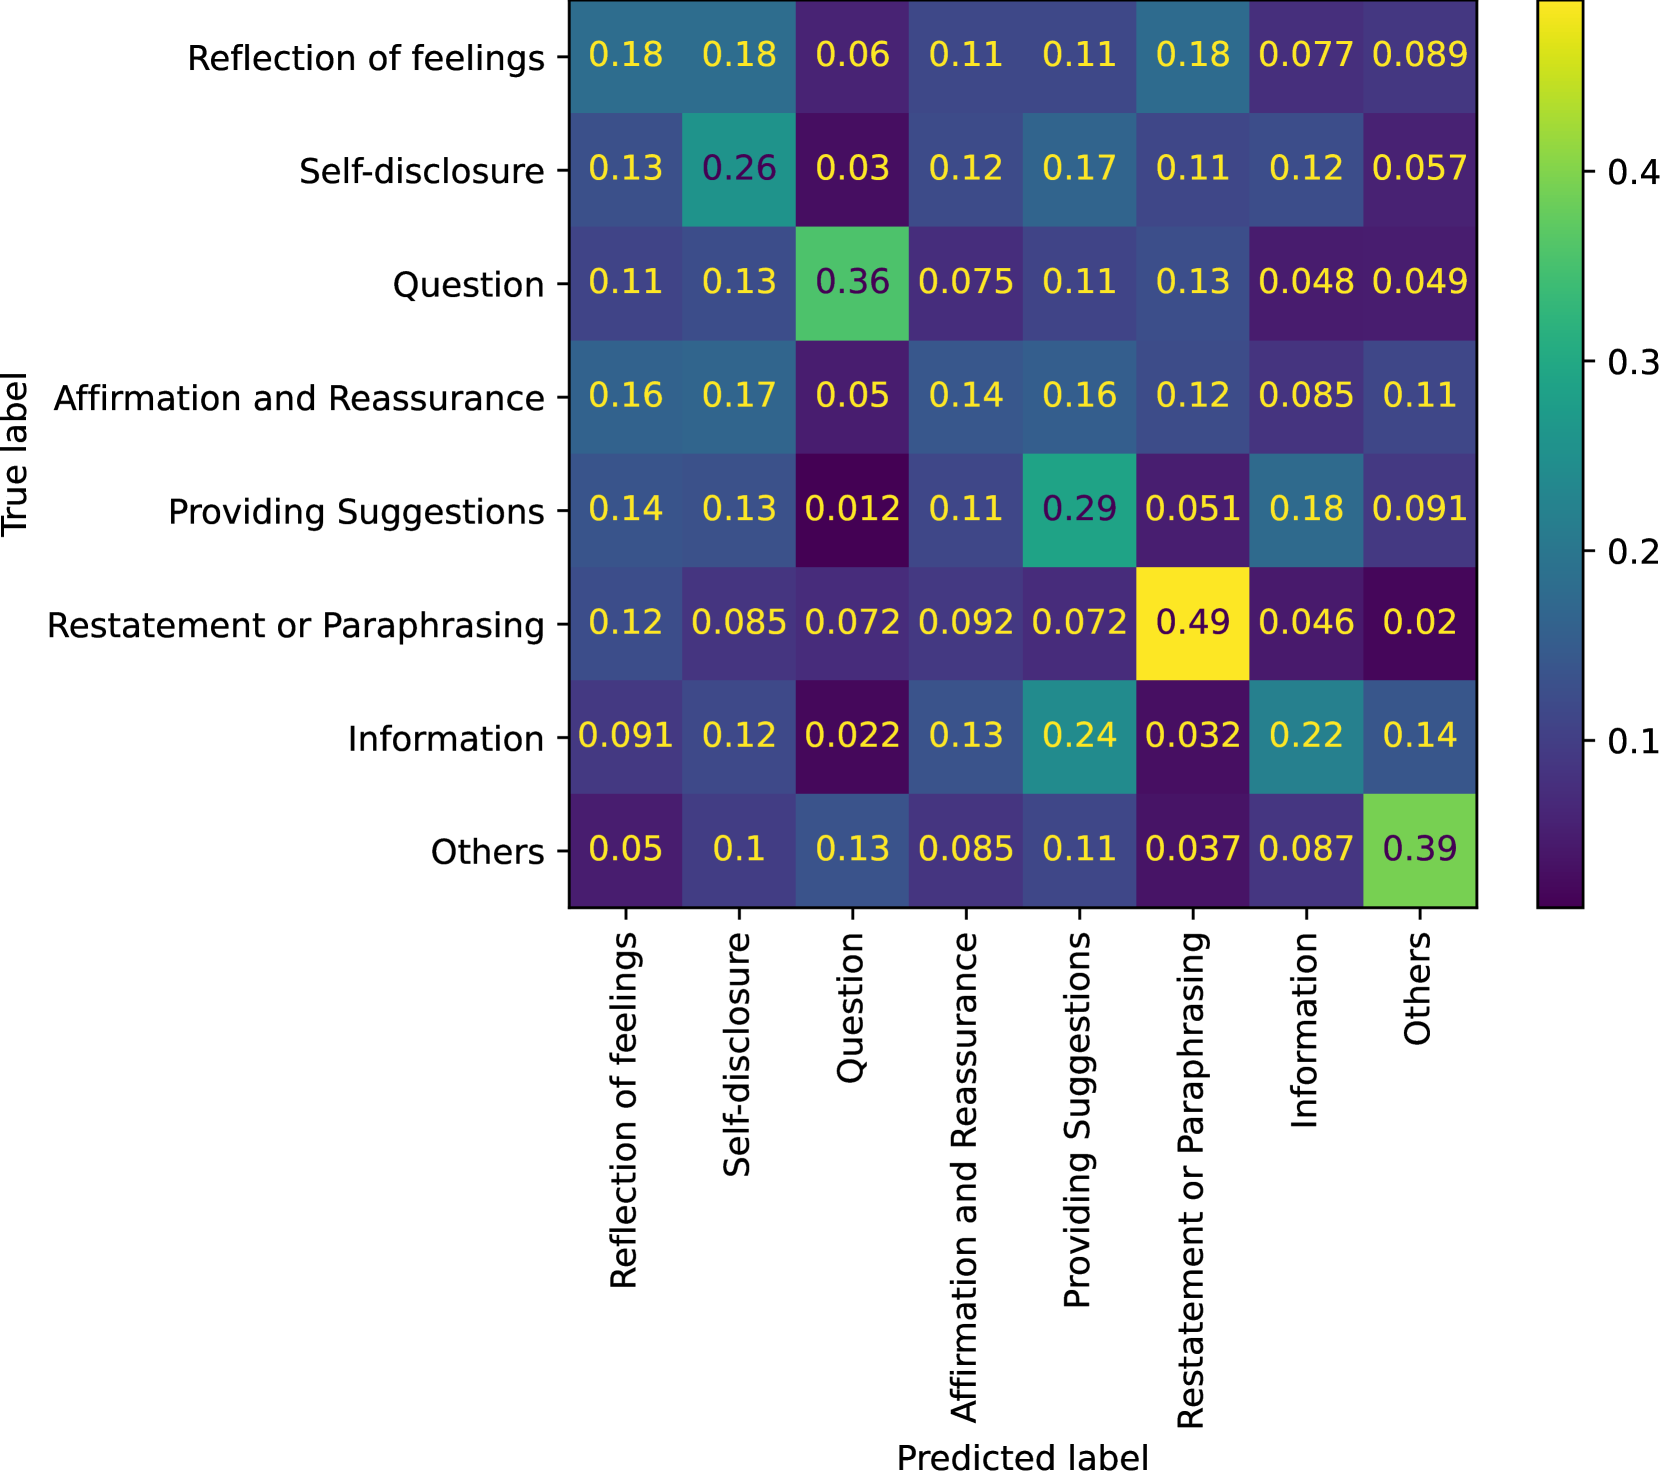 True label
Reflection of feelings 0.18 0.18 0.06 0.11 0.11 0.18 0.077 0.089
Self-disclosure 0.13 0.26 0.03 0.12 0.17 0.11 0.12 0.057
Question 0.11 0.13 0.36 0.075 0.11 0.13 0.048 0.049
Affirmation and Reassurance 0.16 0.17 0.05 0.14 0.16 0.12 0.085 0.11
Providing Suggestions 0.14 0.13 0.012 0.11 0.29 0.051 0.18 0.091
Restatement or Paraphrasing 0.12 0.085 0.072 0.092 0.072 0.49 0.046 0.02
Information 0.091 0.12 0.022 0.13 0.24 0.032 0.22 0.14
Others 0.05 0.1 0.13 0.085 0.11 0.037 0.087 0.39
Reflection of feelings
Self-disclosure
Question
Affirmation and Reassurance
Providing Suggestions
Restatement or Paraphrasing
Information
Others
Predicted label
0.4
0.3
0.2
0.1